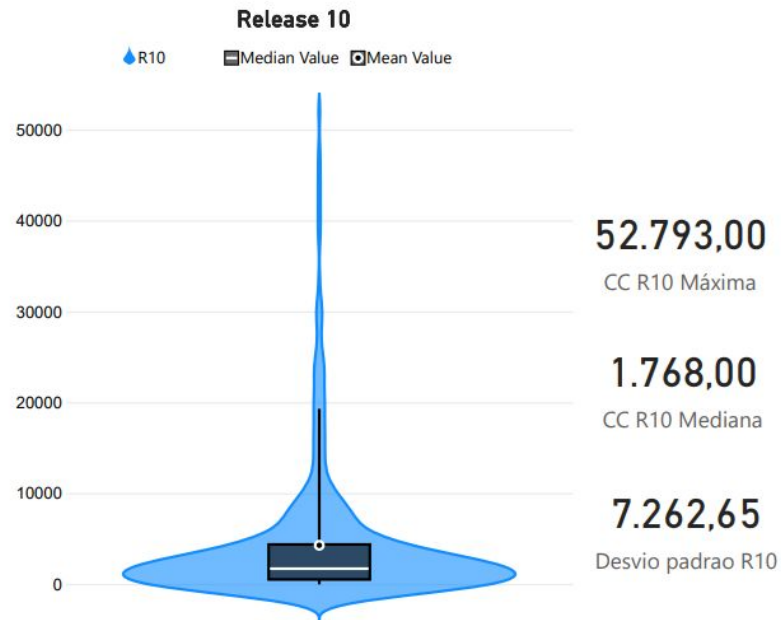 Release 10
R10 Median Value Mean Value
50000
40000
30000
20000
10000
0
52.793,00
CC R10 Máxima
1.768,00
CC R10 Mediana
7.262,65
Desvio padrao R10